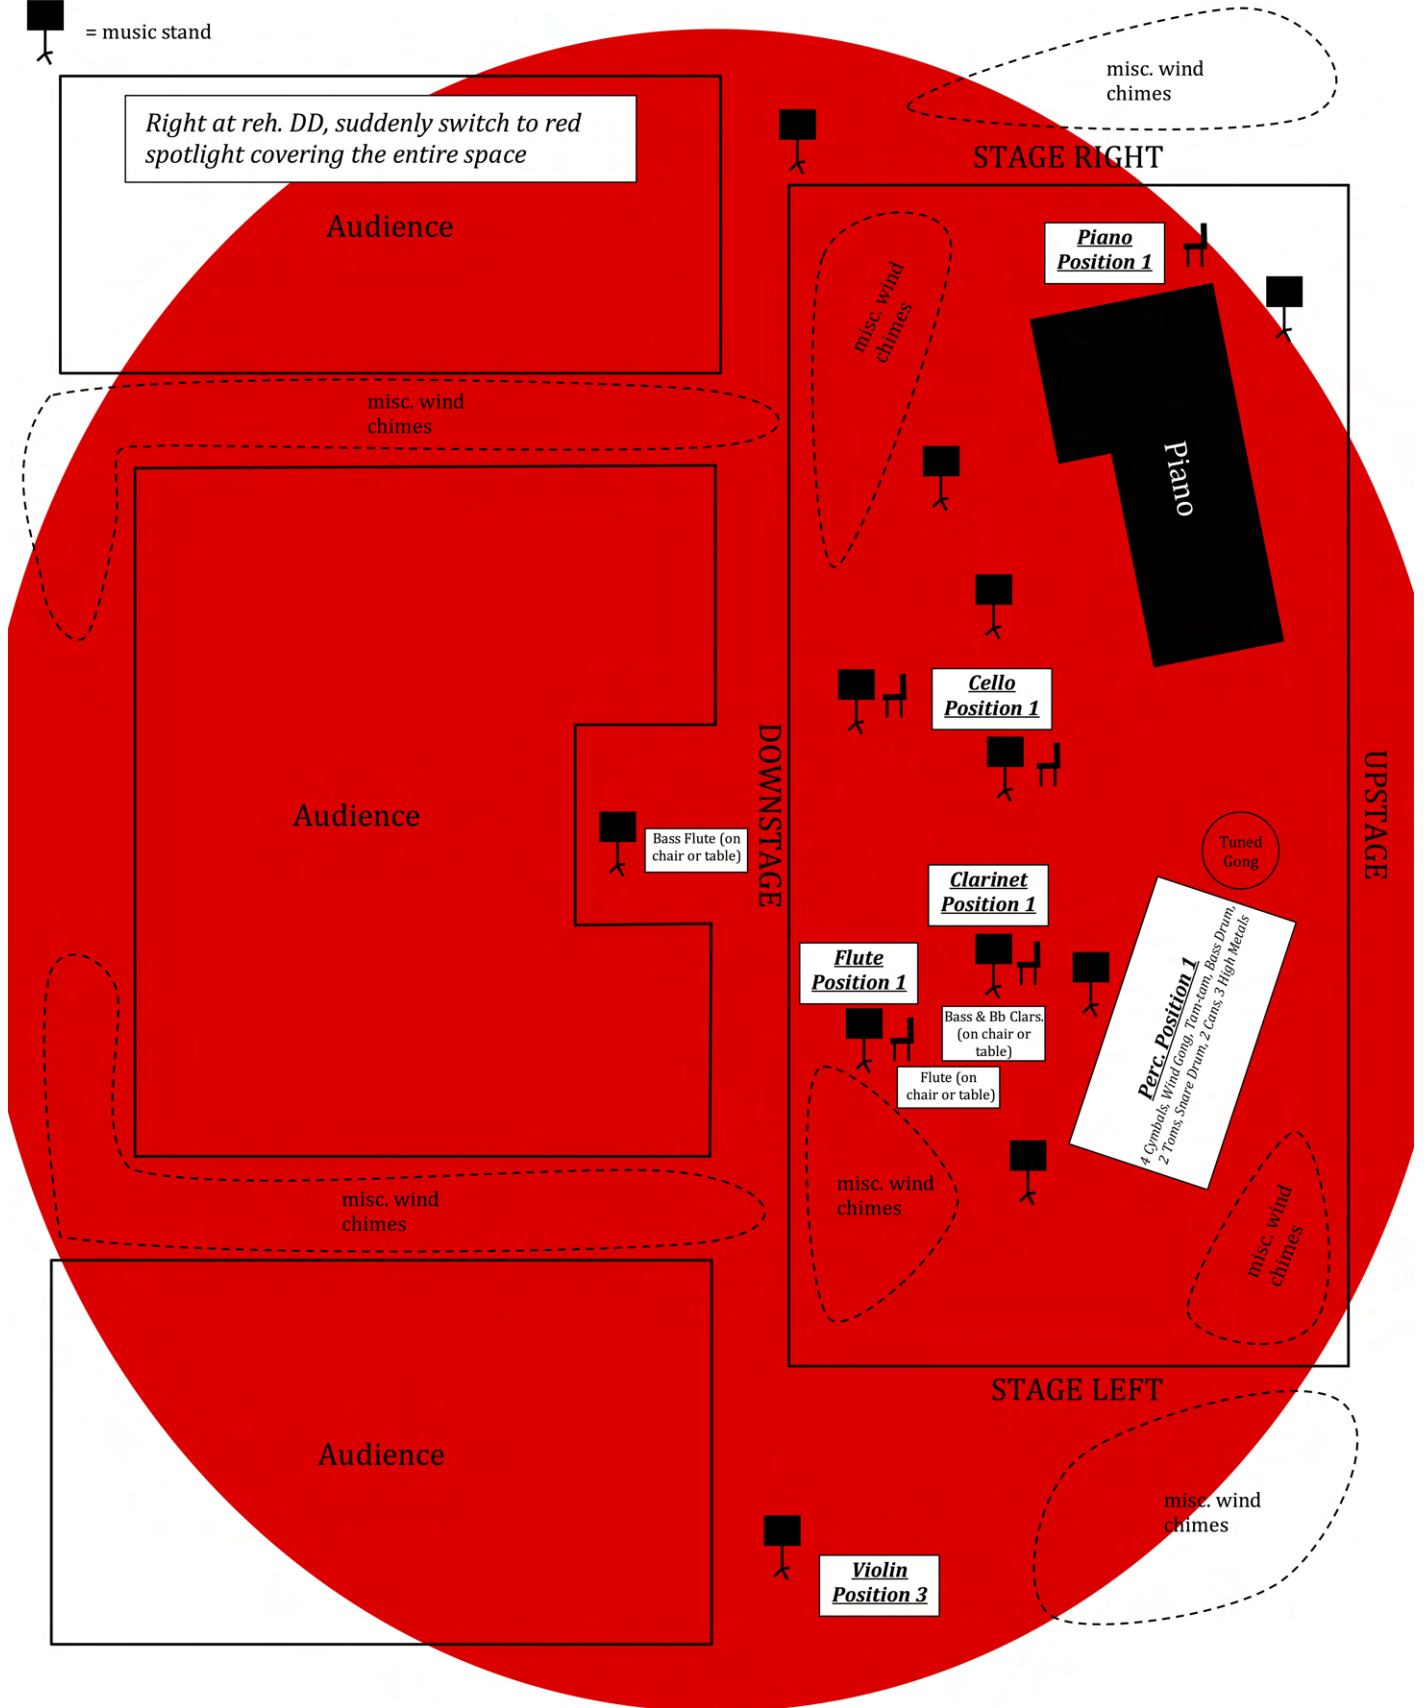 = music stand
misc. wind
chimes
Right at reh. DD, suddenly switch to red
spotlight covering the entire space
STAGE RIGHT
Audience
Piano
Position 1
misc. wind
chimes
misc. wind
chimes
Piano
Cello
Position 1
DOWNSTAGE
UPSTAGE
Audience
Bass Flute (on
chair or table)
Tuned
Gong
Clarinet
Position 1
Flute
Position 1
Perc. Position 1
4 Cymbals, Wind Gong, Tam-tam, Bass Drum,
2 Toms, Snare Drum, 2 Cans, 3 High Metals
Bass & Bb Clars.
(on chair or
table)
Flute (on
chair or table)
misc. wind
chimes
misc. wind
chimes
misc. wind
chimes
STAGE LEFT
Audience
misc. wind
chimes
Violin
Position 3